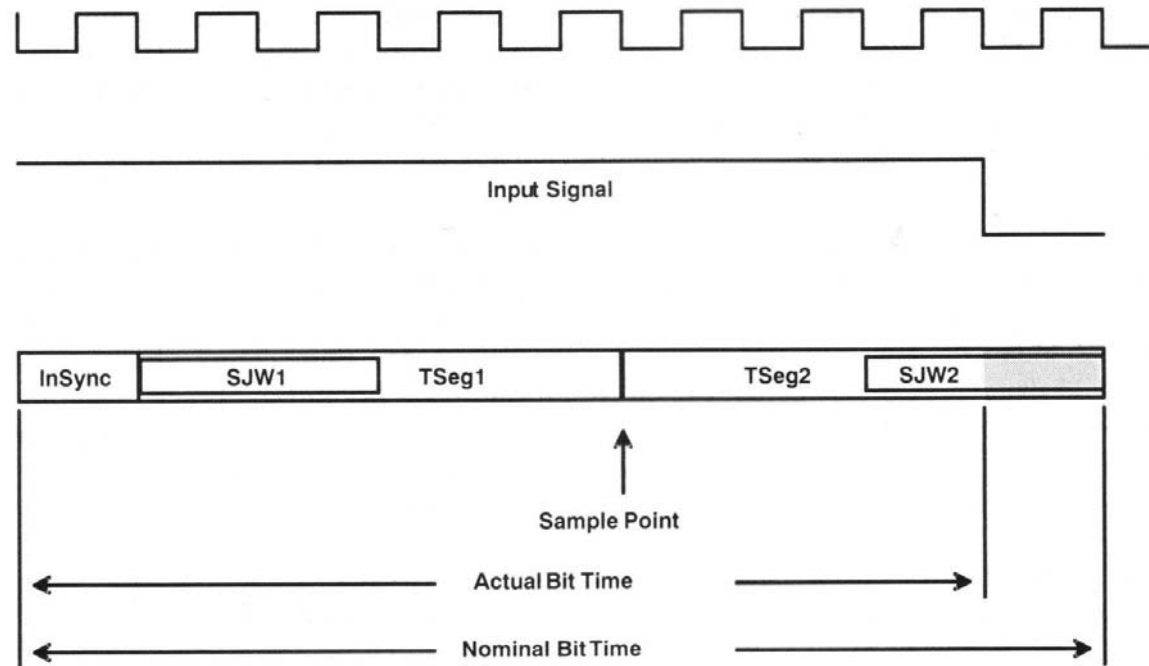 Input Signal
InSync SJW1 TSeg1 TSeg2 SJW2
Sample Point
Actual Bit Time
Nominal Bit Time